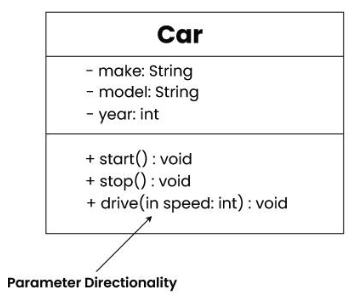 Car
- make: String
- model: String
- year: int
+ start() : void
+ stop() : void
+ drive(in speed: int) : void
Parameter Directionality